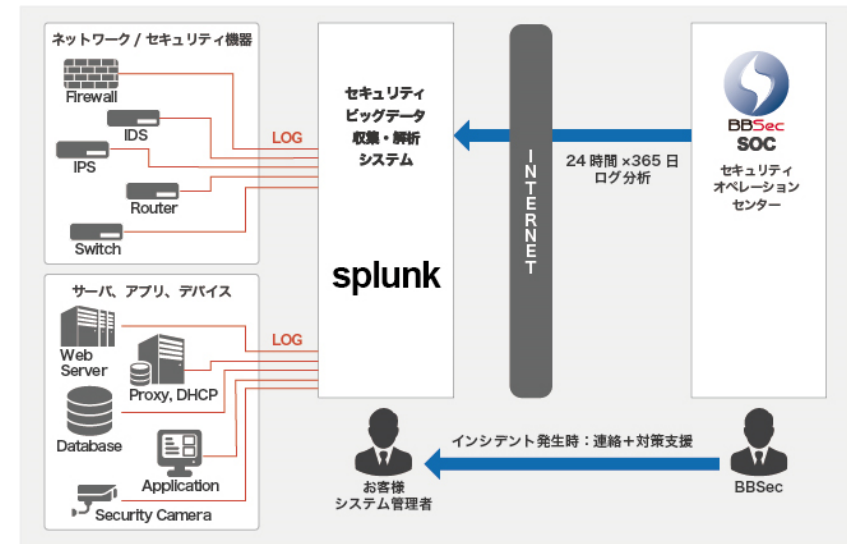 ネットワーク / セキュリティ機器
Firewall
IDS
IPS
Router
Switch
LOG
サーバ、アプリ、デバイス
Web
Server
Proxy, DHCP
Database
Application
Security Camera
LOG
セキュリティ
ビッグデータ
収集・解析
システム
splunk
INTERNET
24時間×365日
ログ分析
BBSec
SOC
セキュリティ
オペレーション
センター
インシデント発生時：連絡＋対策支援
お客様
システム管理者
BBSec